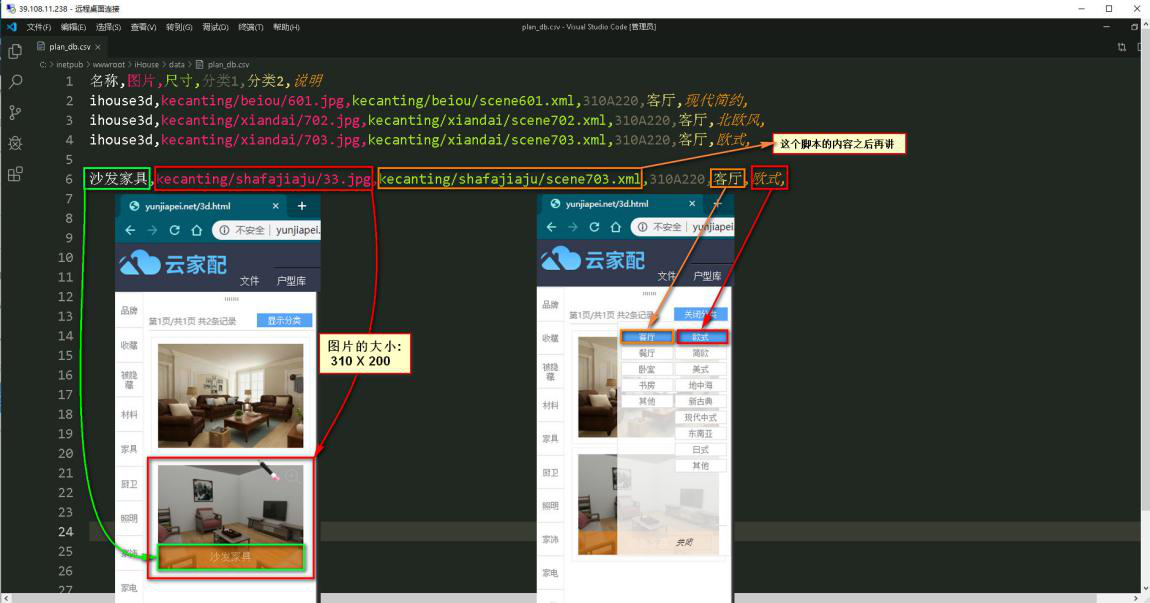 39.108.11.238 - 远程桌面连接
文件(F) 编辑(E) 选择(S) 查看(V) 转到(G) 调试(D) 终端(T) 帮助(H)
plan_db.csv - Visual Studio Code [管理员]
plan_db.csv
C: > inetpub > wwwroot > iHouse > data > plan_db.csv
1 名称,图片,尺寸,分类1,分类2,说明
2 ihouse3d,kecanting/beiou/601.jpg,kecanting/beiou/scene601.xml,310A220,客厅,现代简约,
3 ihouse3d,kecanting/xiandai/702.jpg,kecanting/xiandai/scene702.xml,310A220,客厅,北欧风,
4 ihouse3d,kecanting/xiandai/703.jpg,kecanting/xiandai/scene703.xml,310A220,客厅,欧式,
这个脚本的内容之后再讲
5
6 沙发家具,kecanting/shafajiaju/33.jpg,kecanting/shafajiaju/scene703.xml,310A220,客厅,欧式,
7
8
9
10
11
12
13
14
15
16
17
18
19
20
21
22
23
24
25
26
27
yunjiapei.net/3d.html
不安全 | yunjiapei.
云家配
文件 户型库
品牌
第1页/共1页 共2条记录 显示分类
收藏
被隐藏
材料
家具
厨卫
照明
家饰
家电
沙发家具
图片的大小:
310 X 200
yunjiapei.net/3d.html
不安全 | yunjiapei.
云家配
文件 户型库
品牌
第1页/共1页 共2条记录 关闭分类
收藏
被隐藏
材料
家具
厨卫
照明
家饰
家电
客厅 欧式
餐厅 简欧
卧室 美式
书房 地中海
其他 新古典
现代中式
东南亚
日式
其他
关闭